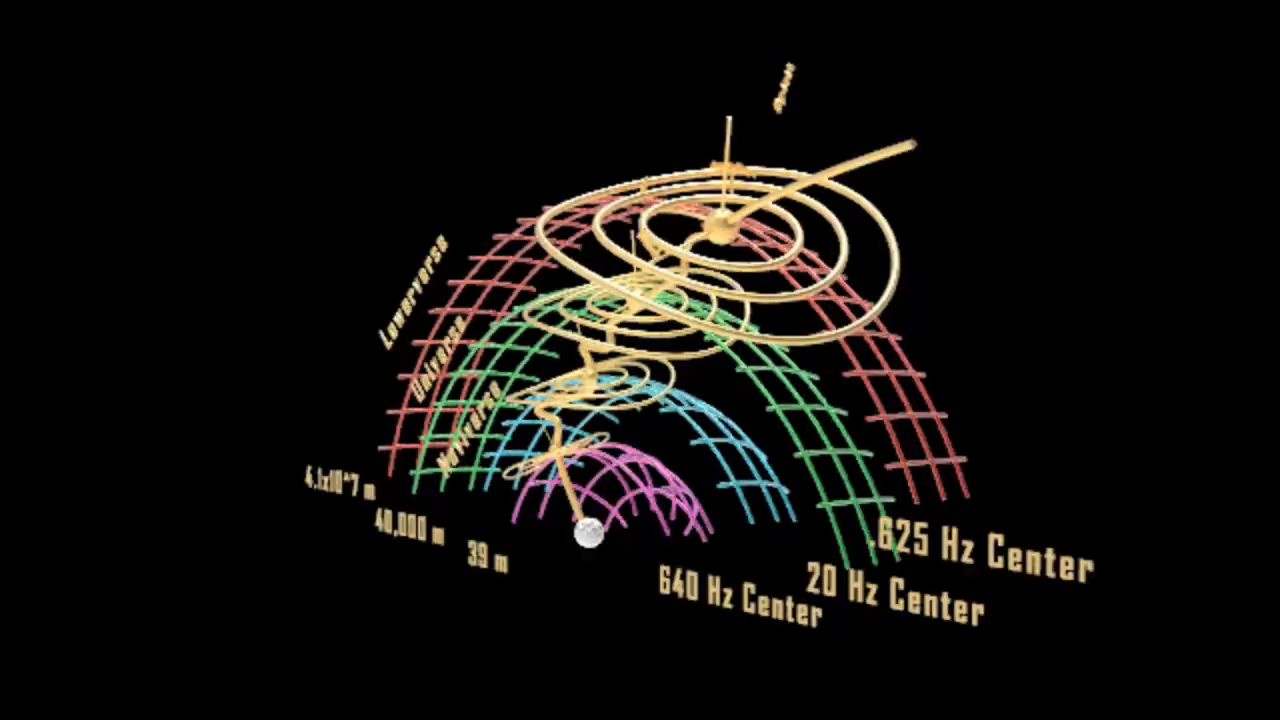 Lowerverse
Universe
4.1x10^7 m
40,000 m
39 m
640 Hz Center
20 Hz Center
.625 Hz Center